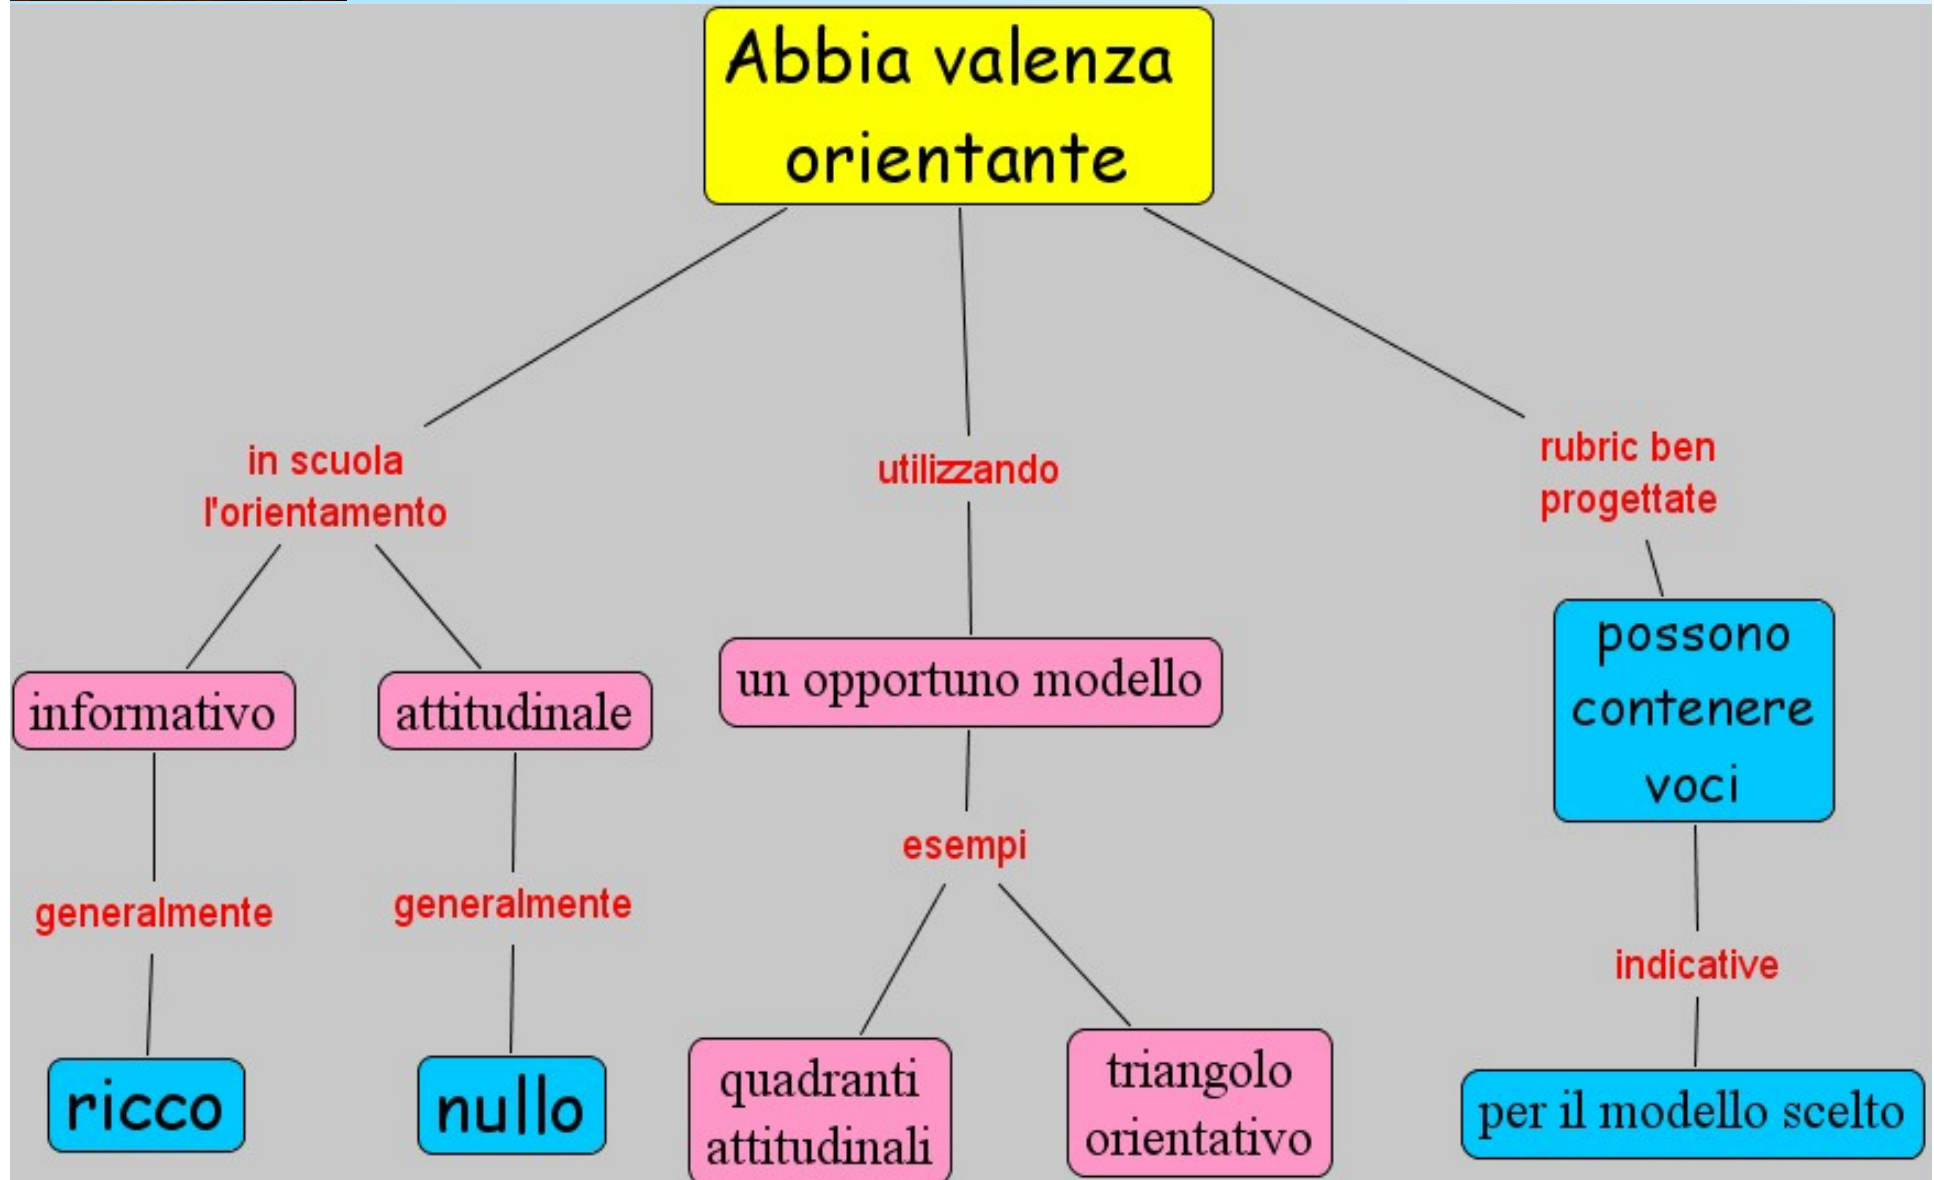 Abbia valenza
orientante
in scuola
l'orientamento
informativo
generalmente
ricco
attitudinale
generalmente
nullo
utilizzando
un opportuno modello
esempi
quadranti
attitudinali
triangolo
orientativo
rubric ben
progettate
possono
contenere
voci
indicative
per il modello scelto